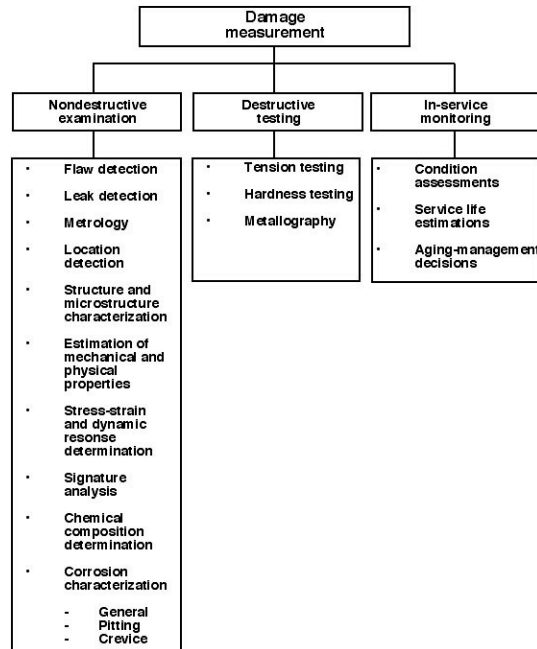 Damage
measurement
Nondestructive
examination
· Flaw detection
· Leak detection
· Metrology
· Location
detection
· Structure and
microstructure
characterization
· Estimation of
mechanical and
physical
properties
· Stress-strain
and dynamic
resonse
determination
· Signature
analysis
· Chemical
composition
determination
· Corrosion
characterization
- General
- Pitting
- Crevice
Destructive
testing
· Tension testing
· Hardness testing
· Metallography
In-service
monitoring
· Condition
assessments
· Service life
estimations
· Aging-management
decisions